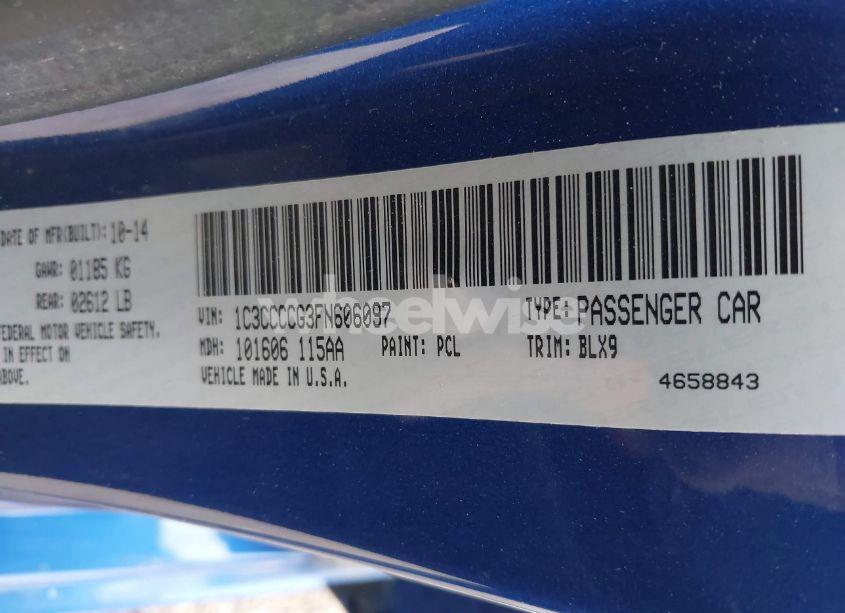 DATE OF MFR(BUILT): 10-14
GAWR: 01185 KG
REAR: 02612 LB
FEDERAL MOTOR VEHICLE SAFETY.
IN EFFECT ON
ABOVE.
VIN: 1C3CCCCG3FN606097
TYPE: PASSENGER CAR
MDH: 101606 115AA
PAINT: PCL
TRIM: BLX9
VEHICLE MADE IN U.S.A.
4658843
wheelwise